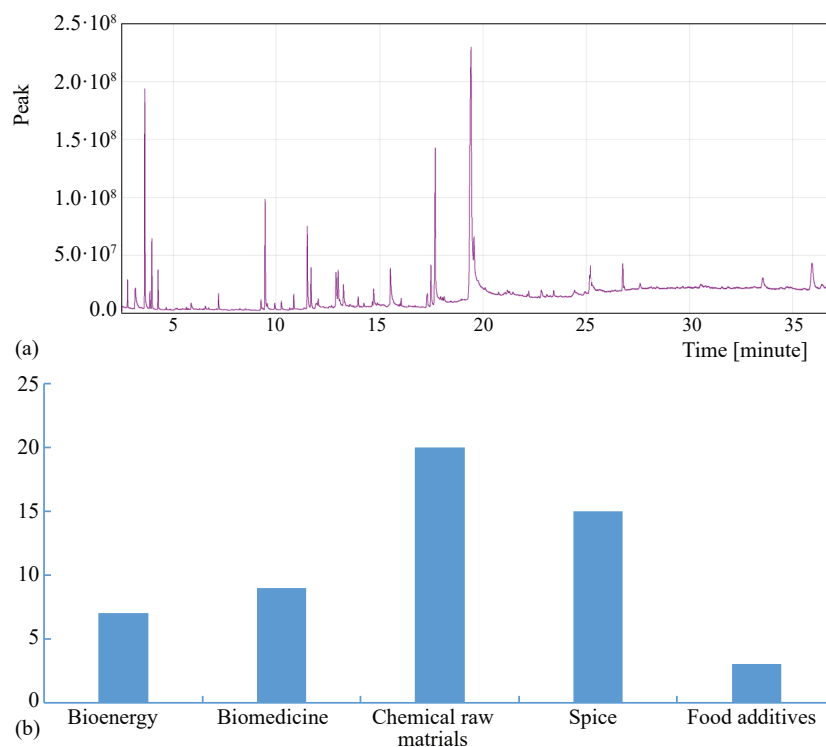 2.5·10⁸
2.0·10⁸
1.5·10⁸
1.0·10⁸
5.0·10⁷
0.0
Peak
5 10 15 20 25 30 35
Time [minute]
(a)
25
20
15
10
5
0
Bioenergy Biomedicine Chemical raw Spice Food additives
matrials
(b)